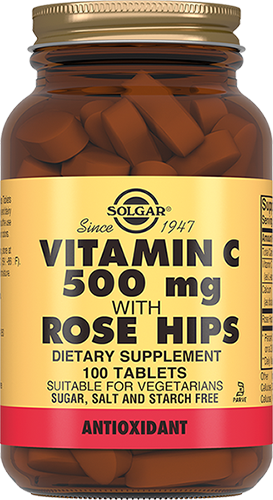 SOLGAR®
Since 1947
VITAMIN C
500 mg
WITH
ROSE HIPS
DIETARY SUPPLEMENT
100 TABLETS
SUITABLE FOR VEGETARIANS
SUGAR, SALT AND STARCH FREE
PARVE
ANTIOXIDANT